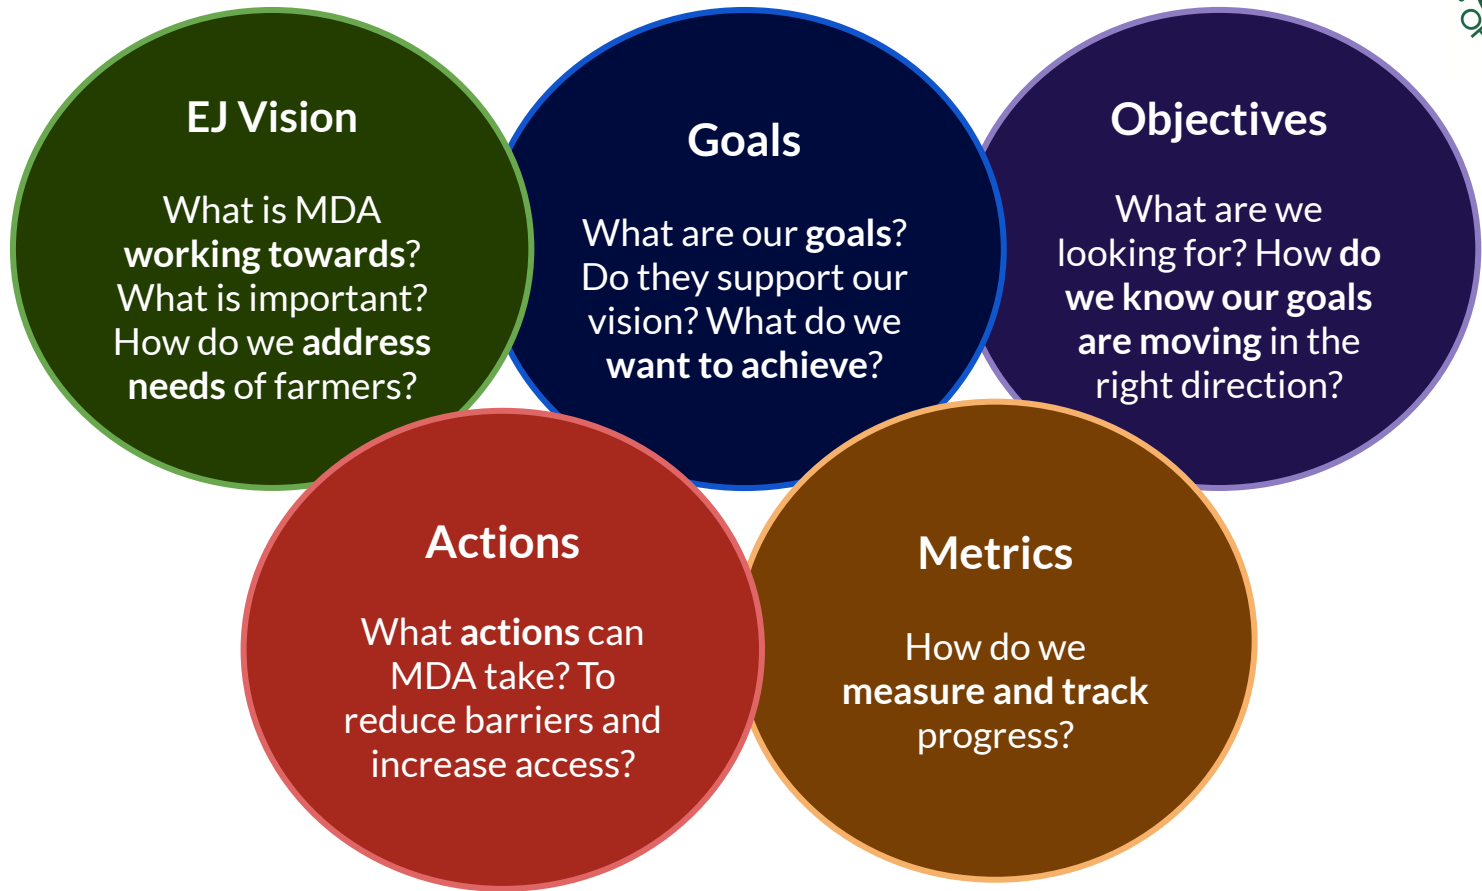 EJ Vision
What is MDA
working towards?
What is important?
How do we address
needs of farmers?
Goals
What are our goals?
Do they support our
vision? What do we
want to achieve?
Objectives
What are we
looking for? How do
we know our goals
are moving in the
right direction?
Actions
What actions can
MDA take? To
reduce barriers and
increase access?
Metrics
How do we
measure and track
progress?